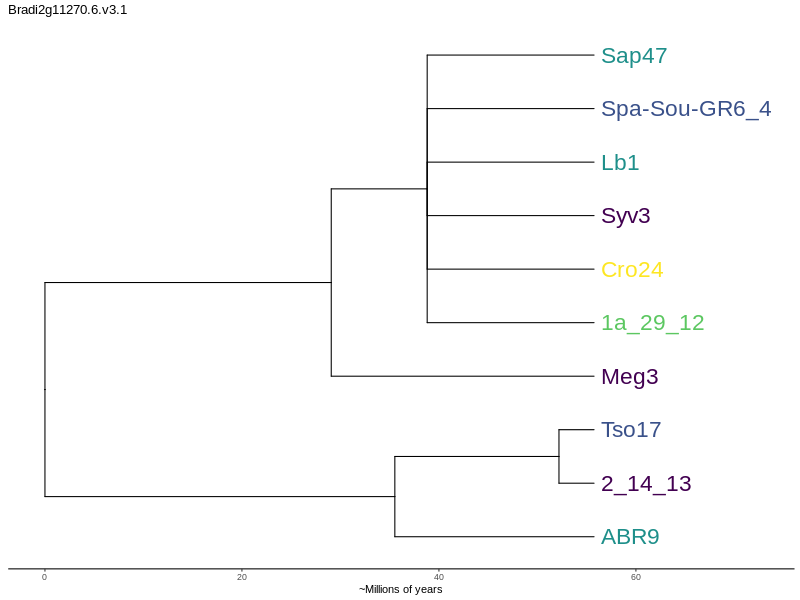 Bradi2g11270.6.v3.1
Sap47
Spa-Sou-GR6_4
Lb1
Syv3
Cro24
1a_29_12
Meg3
Tso17
2_14_13
ABR9
0 20 40 60
~Millions of years